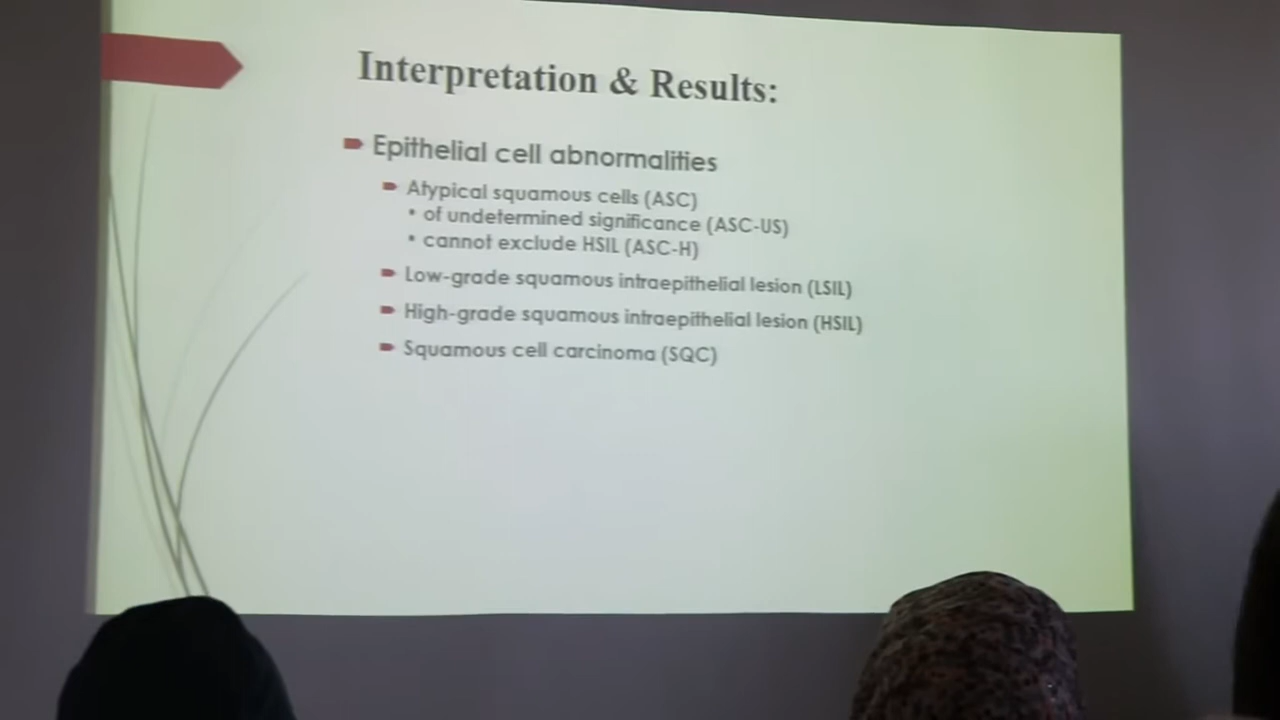 Interpretation & Results:
Epithelial cell abnormalities
Atypical squamous cells (ASC)
* of undetermined significance (ASC-US)
* cannot exclude HSIL (ASC-H)
Low-grade squamous intraepithelial lesion (LSIL)
High-grade squamous intraepithelial lesion (HSIL)
Squamous cell carcinoma (SQC)